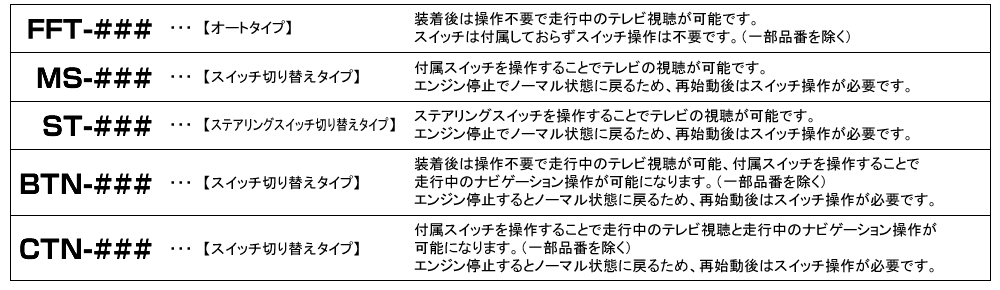 FFT-### ･･･【オートタイプ】
装着後は操作不要で走行中のテレビ視聴が可能です。
スイッチは付属しておらずスイッチ操作は不要です。（一部品番を除く）
MS-### ･･･【スイッチ切り替えタイプ】
付属スイッチを操作することでテレビの視聴が可能です。
エンジン停止でノーマル状態に戻るため、再始動後はスイッチ操作が必要です。
ST-### ･･･【ステアリングスイッチ切り替えタイプ】
ステアリングスイッチを操作することでテレビの視聴が可能です。
エンジン停止でノーマル状態に戻るため、再始動後はスイッチ操作が必要です。
BTN-### ･･･【スイッチ切り替えタイプ】
装着後は操作不要で走行中のテレビ視聴が可能、付属スイッチを操作することで
走行中のナビゲーション操作が可能になります。（一部品番を除く）
エンジン停止するとノーマル状態に戻るため、再始動後はスイッチ操作が必要です。
CTN-### ･･･【スイッチ切り替えタイプ】
付属スイッチを操作することで走行中のテレビ視聴と走行中のナビゲーション操作が
可能になります。（一部品番を除く）
エンジン停止するとノーマル状態に戻るため、再始動後はスイッチ操作が必要です。